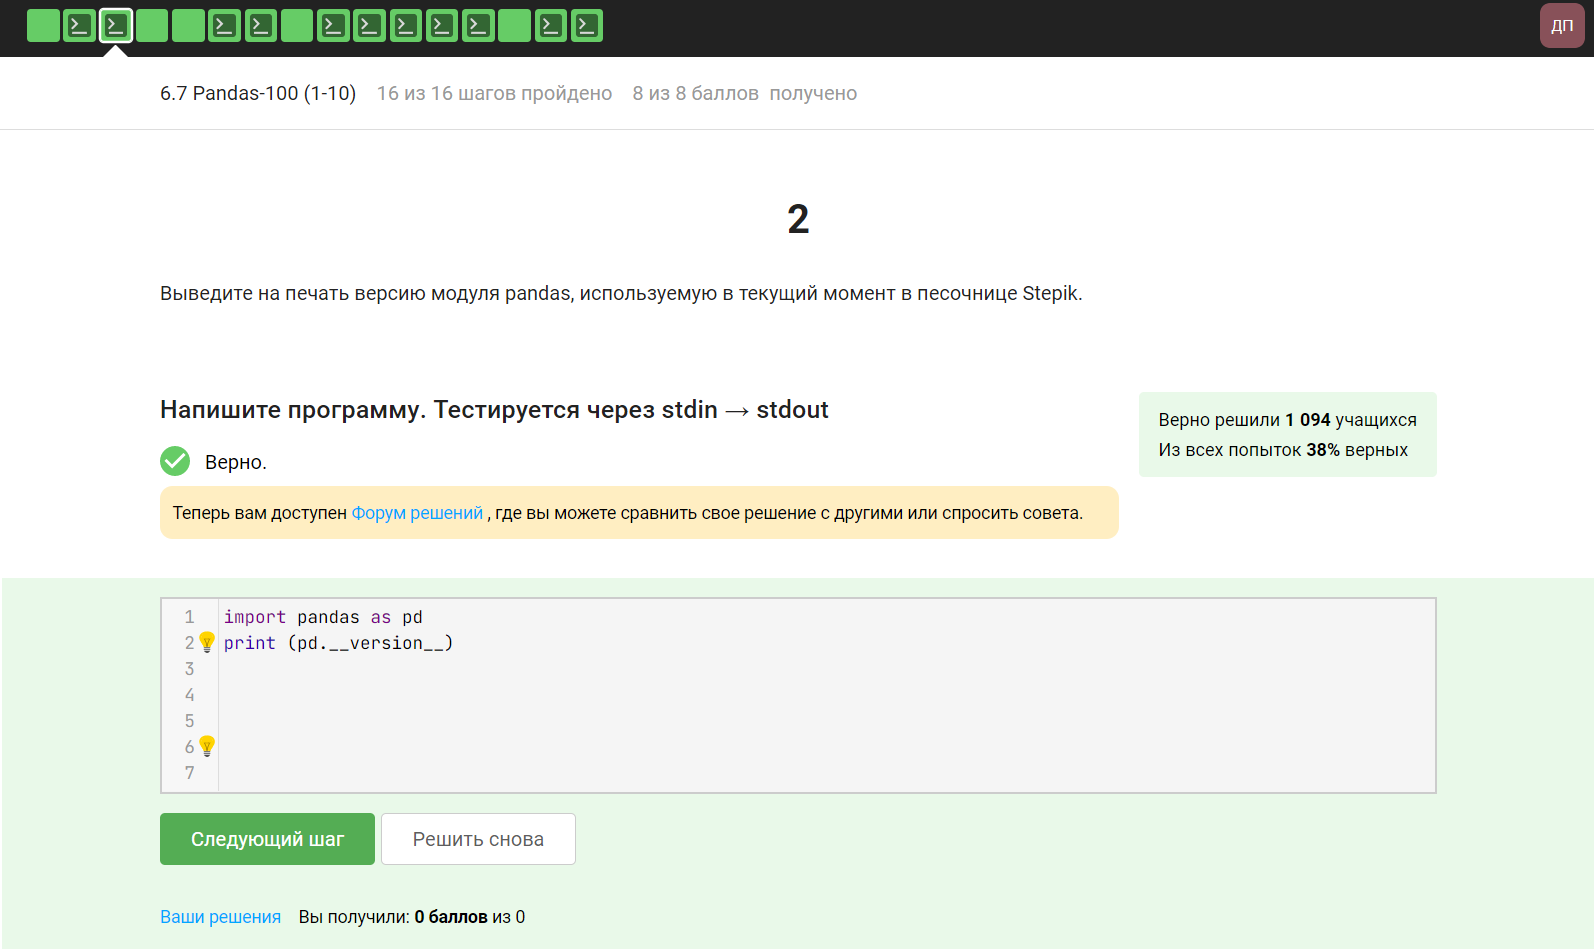 ДП
6.7 Pandas-100 (1-10) 16 из 16 шагов пройдено 8 из 8 баллов получено
2
Выведите на печать версию модуля pandas, используемую в текущий момент в песочнице Stepik.
Напишите программу. Тестируется через stdin → stdout
Верно.
Теперь вам доступен Форум решений , где вы можете сравнить свое решение с другими или спросить совета.
Верно решили 1 094 учащихся
Из всех попыток 38% верных
1 import pandas as pd
2 print (pd.__version__)
3
4
5
6
7
Следующий шаг Решить снова
Ваши решения Вы получили: 0 баллов из 0